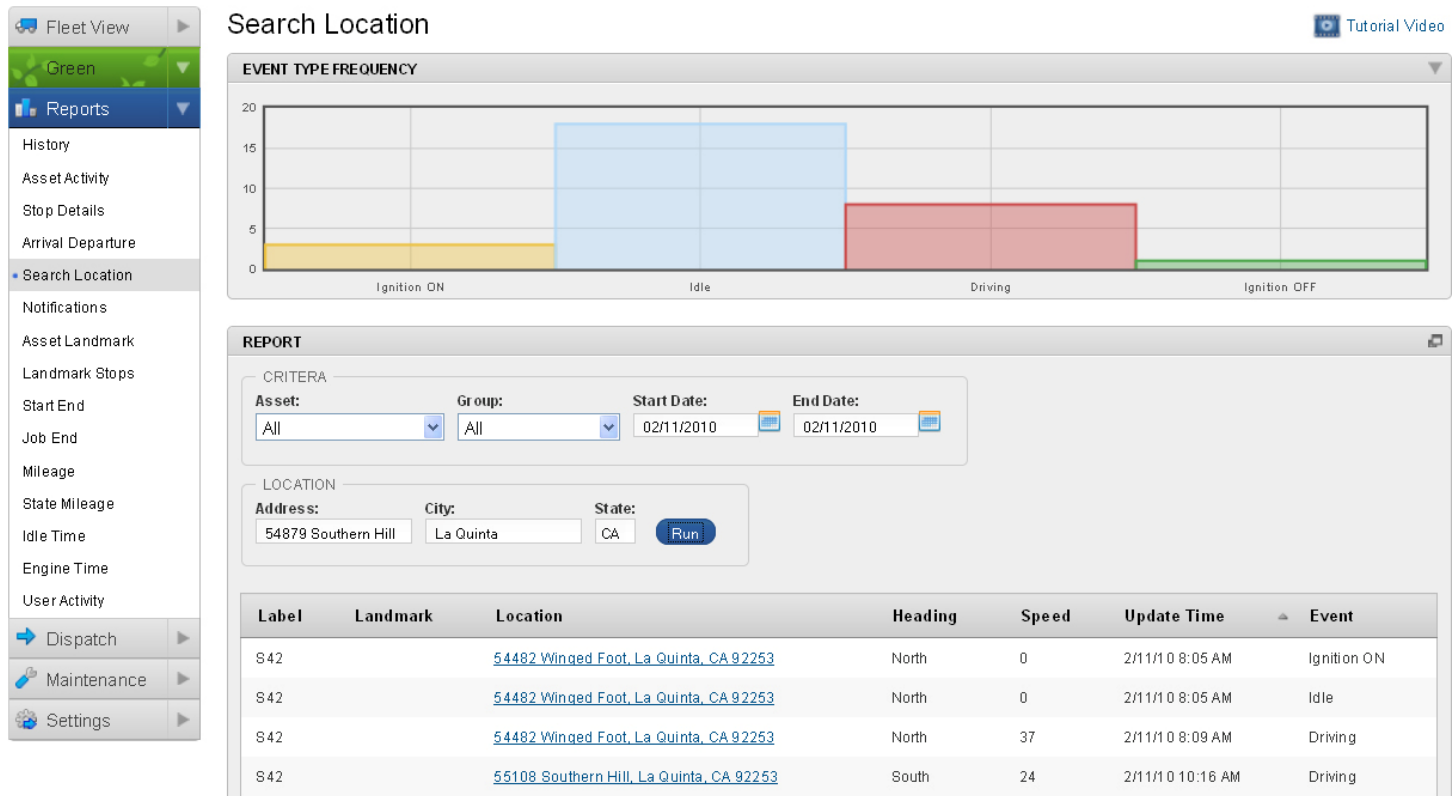 Fleet View
Green
Reports
History
Asset Activity
Stop Details
Arrival Departure
Search Location
Notifications
Asset Landmark
Landmark Stops
Start End
Job End
Mileage
State Mileage
Idle Time
Engine Time
User Activity
Dispatch
Maintenance
Settings
Search Location
Tutorial Video
EVENT TYPE FREQUENCY
20
15
10
5
0
Ignition ON Idle Driving Ignition OFF
REPORT
CRITERA
Asset: Group: Start Date: End Date:
All All 02/11/2010 02/11/2010
LOCATION
Address: City: State:
54879 Southern Hill La Quinta CA Run
Label Landmark Location Heading Speed Update Time Event
S42 54482 Winged Foot, La Quinta, CA 92253 North 0 2/11/10 8:05 AM Ignition ON
S42 54482 Winged Foot, La Quinta, CA 92253 North 0 2/11/10 8:05 AM Idle
S42 54482 Winged Foot, La Quinta, CA 92253 North 37 2/11/10 8:09 AM Driving
S42 55108 Southern Hill, La Quinta, CA 92253 South 24 2/11/10 10:16 AM Driving